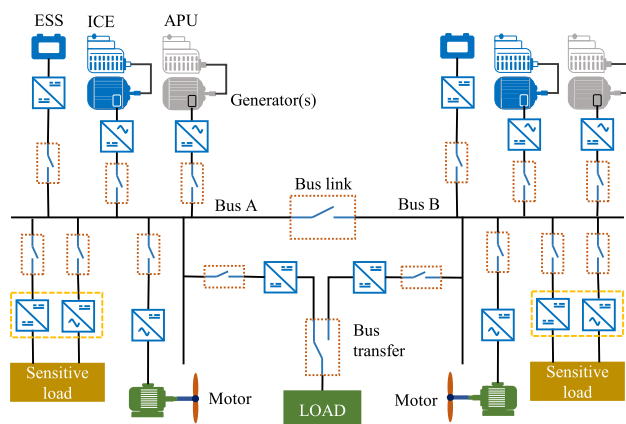 ESS ICE APU
Generator(s)
Bus link
Bus A
Bus B
Bus
transfer
Sensitive
load
Motor
LOAD
Motor
Sensitive
load